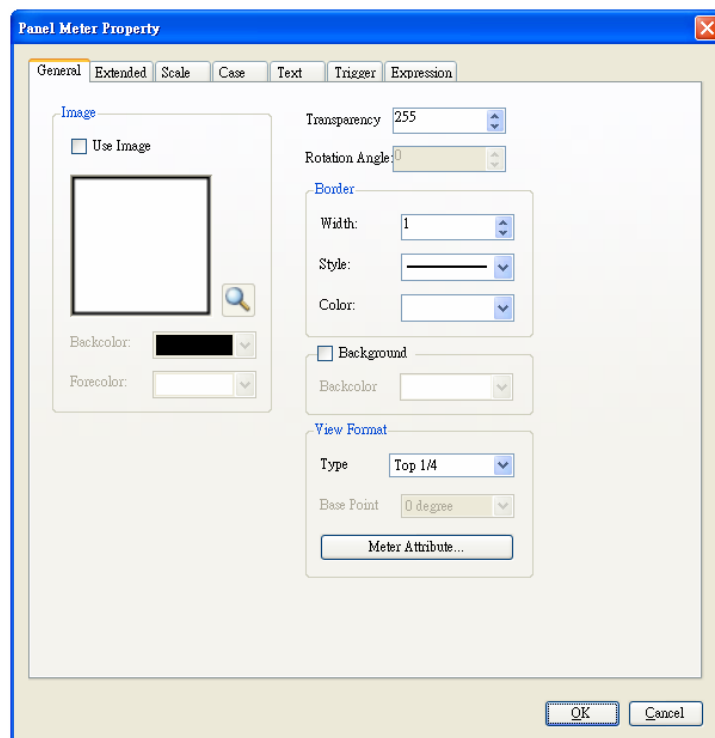 Panel Meter Property
General Extended Scale Case Text Trigger Expression
Image
Use Image
Backcolor:
Forecolor:
Transparency 255
Rotation Angle: 0
Border
Width: 1
Style:
Color:
Background
Backcolor
View Format
Type Top 1/4
Base Point 0 degree
Meter Attribute...
OK Cancel